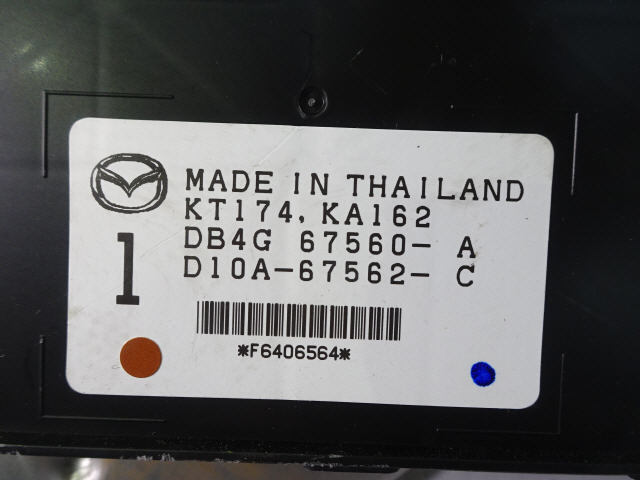 MADE IN THAILAND
KT174, KA162
DB4G 67560- A
D10A-67562- C
1
*F6406564*